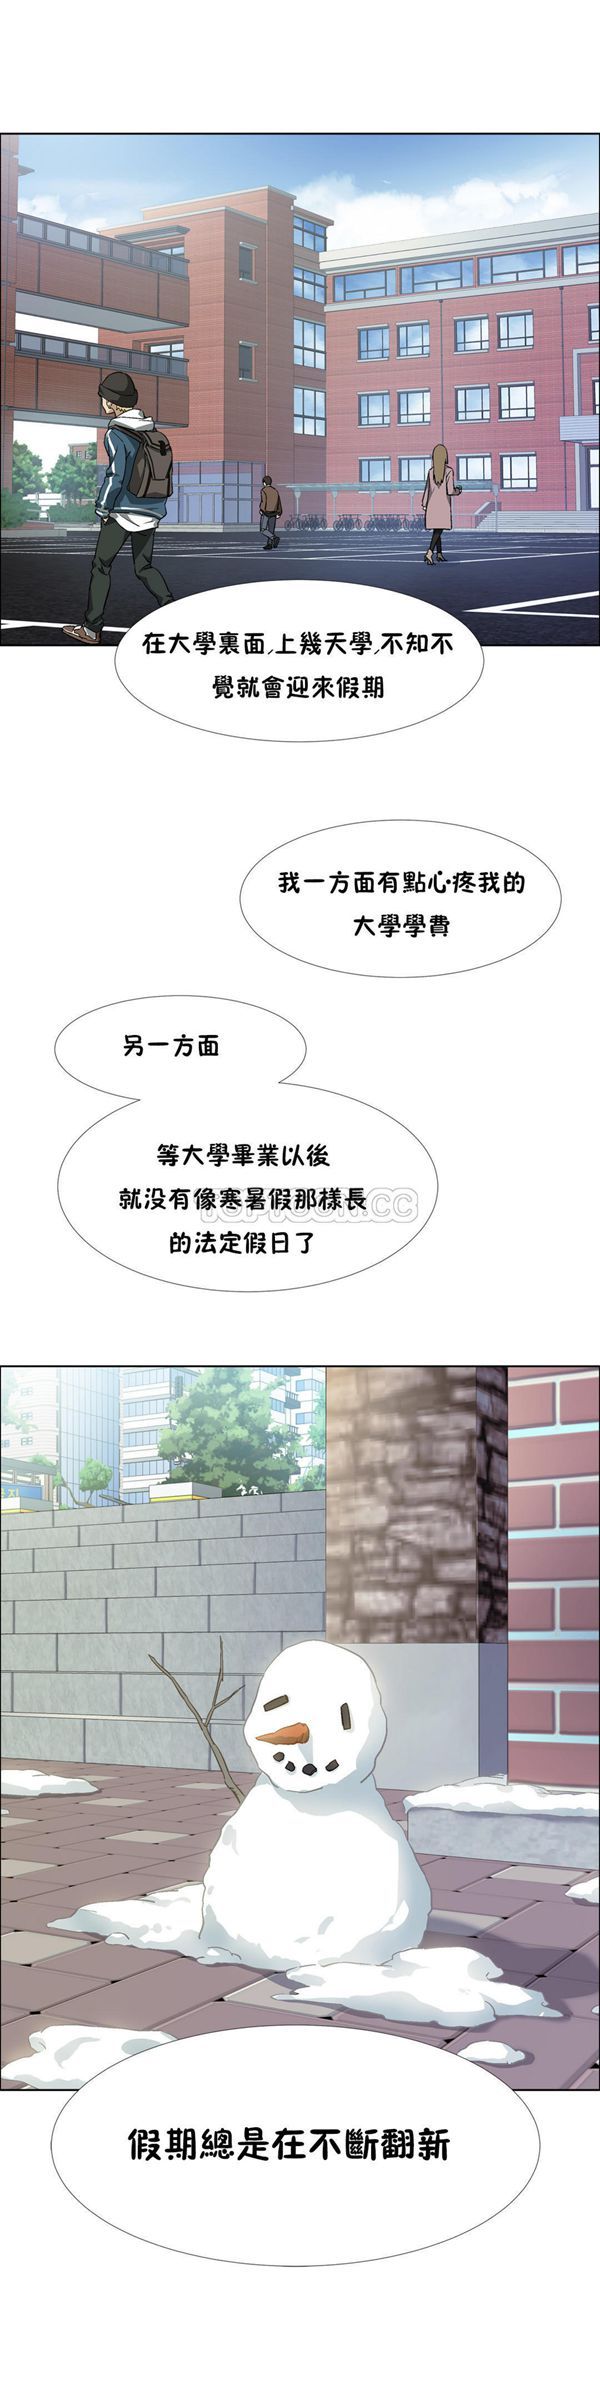 在大學裏面,上幾天學,不知不
覺就會迎來假期
我一方面有點心疼我的
大學學費
另一方面
等大學畢業以後
就没有像寒暑假那樣長
TOPTOON.CC
的法定假日了
假期總是在不斷翻新